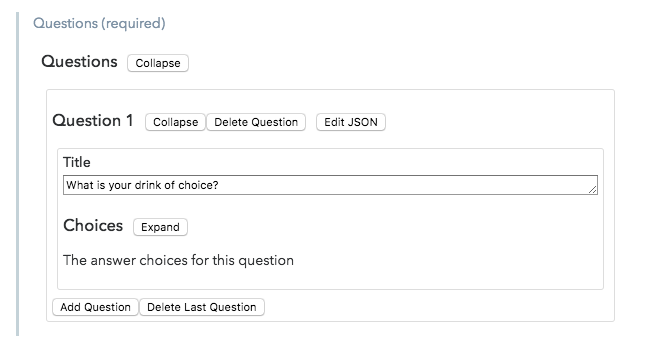 Questions (required)
Questions Collapse
Question 1 Collapse Delete Question Edit JSON
Title
What is your drink of choice?
Choices Expand
The answer choices for this question
Add Question Delete Last Question